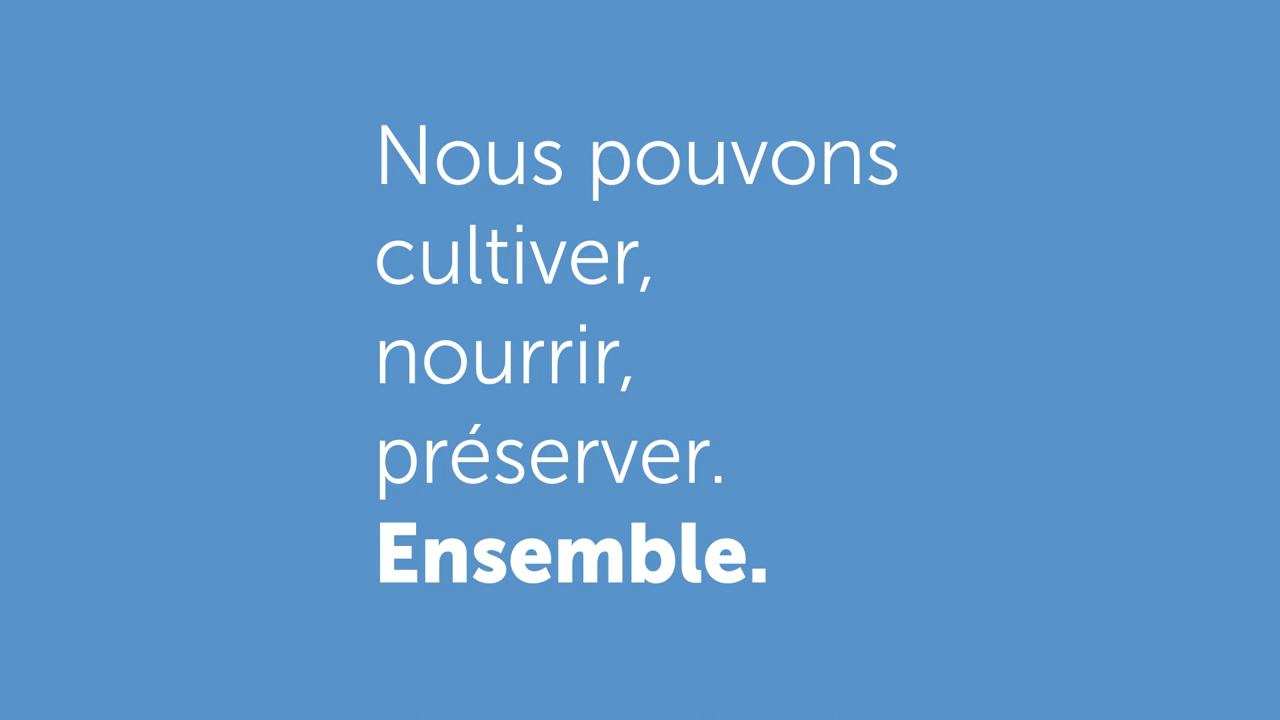 Nous pouvons
cultiver,
nourrir,
préserver.
Ensemble.